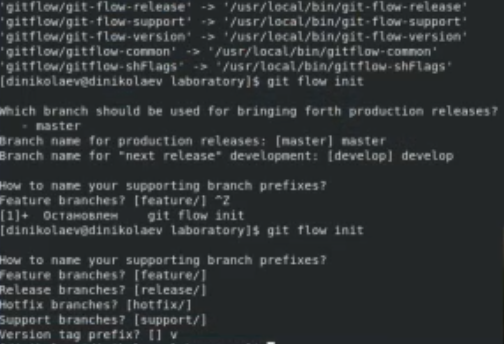 'gitflow/git-flow-release' -> '/usr/local/bin/git-flow-release'
'gitflow/git-flow-support' -> '/usr/local/bin/git-flow-support'
'gitflow/git-flow-version' -> '/usr/local/bin/git-flow-version'
'gitflow/gitflow-common' -> '/usr/local/bin/gitflow-common'
'gitflow/gitflow-shFlags' -> '/usr/local/bin/gitflow-shFlags'
[dinikolaev@dinikolaev laboratory]$ git flow init
Which branch should be used for bringing forth production releases?
- master
Branch name for production releases: [master] master
Branch name for "next release" development: [develop] develop
How to name your supporting branch prefixes?
Feature branches? [feature/] ^Z
[1]+ Остановлен git flow init
[dinikolaev@dinikolaev laboratory]$ git flow init
How to name your supporting branch prefixes?
Feature branches? [feature/]
Release branches? [release/]
Hotfix branches? [hotfix/]
Support branches? [support/]
Version tag prefix? [] v